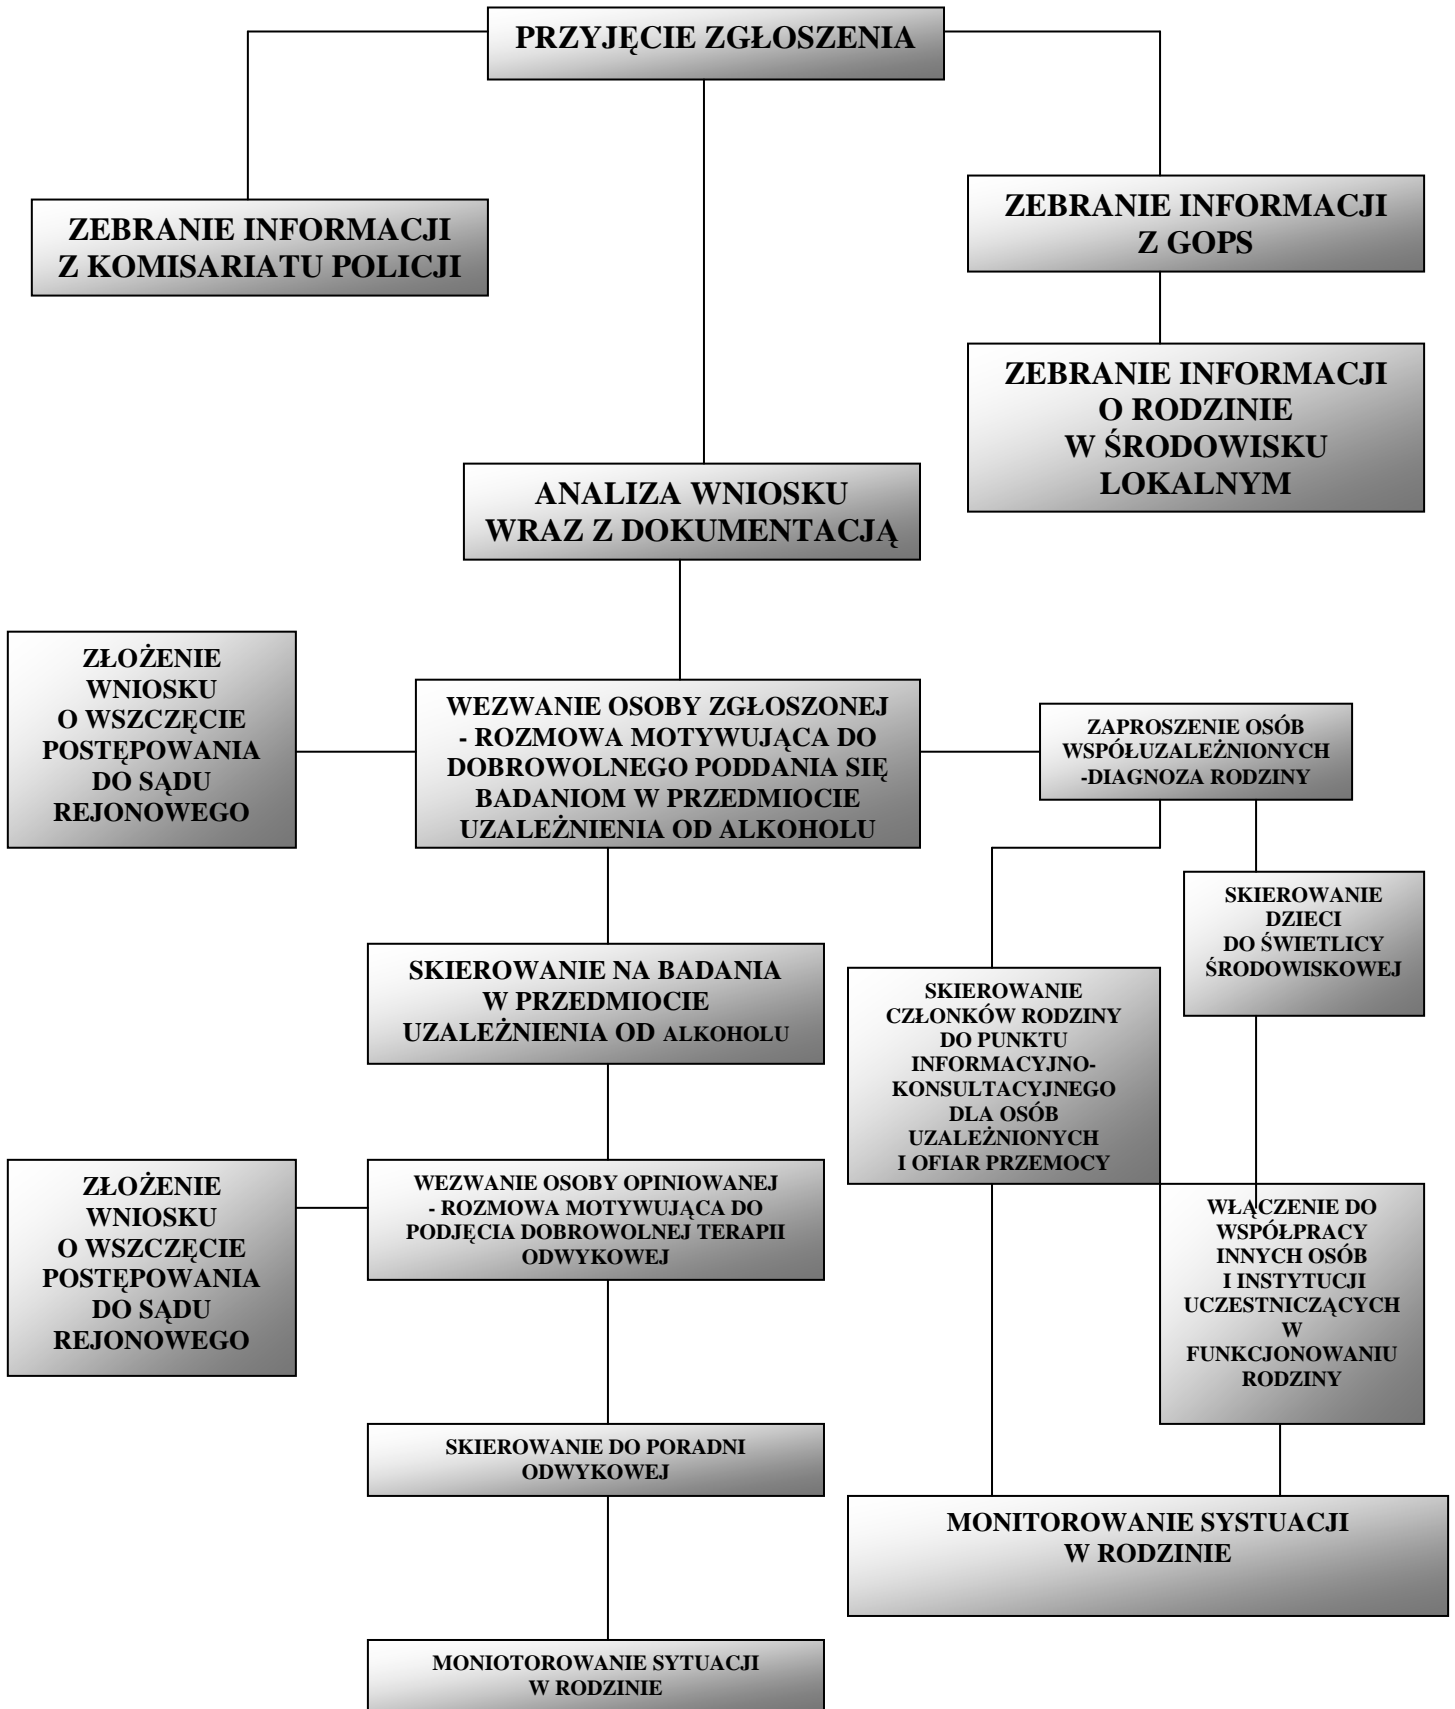 PRZYJĘCIE ZGŁOSZENIA
ZEBRANIE INFORMACJI
Z KOMISARIATU POLICJI
ZEBRANIE INFORMACJI
Z GOPS
ZEBRANIE INFORMACJI
O RODZINIE
W ŚRODOWISKU
LOKALNYM
ANALIZA WNIOSKU
WRAZ Z DOKUMENTACJĄ
ZŁOŻENIE
WNIOSKU
O WSZCZĘCIE
POSTĘPOWANIA
DO SĄDU
REJONOWEGO
WEZWANIE OSOBY ZGŁOSZONEJ
- ROZMOWA MOTYWUJĄCA DO
DOBROWOLNEGO PODDANIA SIĘ
BADANIOM W PRZEDMIOCIE
UZALEŻNIENIA OD ALKOHOLU
ZAPROSZENIE OSÓB
WSPÓŁUZALEŻNIONYCH
-DIAGNOZA RODZINY
SKIEROWANIE
DZIECI
DO ŚWIETLICY
ŚRODOWISKOWEJ
SKIEROWANIE NA BADANIA
W PRZEDMIOCIE
UZALEŻNIENIA OD ALKOHOLU
SKIEROWANIE
CZŁONKÓW RODZINY
DO PUNKTU
INFORMACYJNO-
KONSULTACYJNEGO
DLA OSÓB
UZALEŻNIONYCH
I OFIAR PRZEMOCY
ZŁOŻENIE
WNIOSKU
O WSZCZĘCIE
POSTĘPOWANIA
DO SĄDU
REJONOWEGO
WEZWANIE OSOBY OPINIOWANEJ
- ROZMOWA MOTYWUJĄCA DO
PODJĘCIA DOBROWOLNEJ TERAPII
ODWYKOWEJ
WŁĄCZENIE DO
WSPÓŁPRACY
INNYCH OSÓB
I INSTYTUCJI
UCZESTNICZĄCYCH
W
FUNKCJONOWANIU
RODZINY
SKIEROWANIE DO PORADNI
ODWYKOWEJ
MONITOROWANIE SYSTUACJI
W RODZINIE
MONIOTOROWANIE SYTUACJI
W RODZINIE